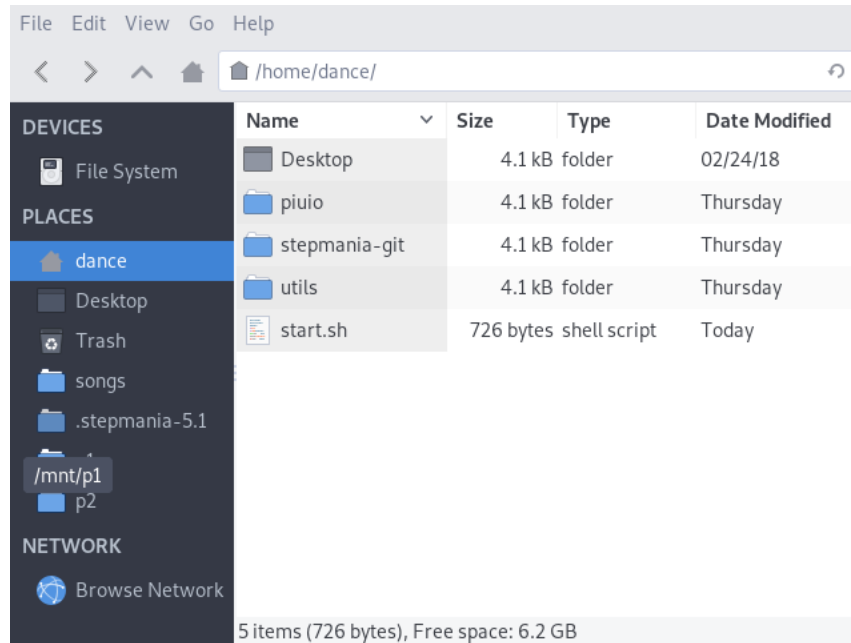 File Edit View Go Help
/home/dance/
DEVICES
File System
PLACES
dance
Desktop
Trash
songs
.stepmania-5.1
/mnt/p1
p2
NETWORK
Browse Network
Name Size Type Date Modified
Desktop 4.1 kB folder 02/24/18
piuio 4.1 kB folder Thursday
stepmania-git 4.1 kB folder Thursday
utils 4.1 kB folder Thursday
start.sh 726 bytes shell script Today
5 items (726 bytes), Free space: 6.2 GB